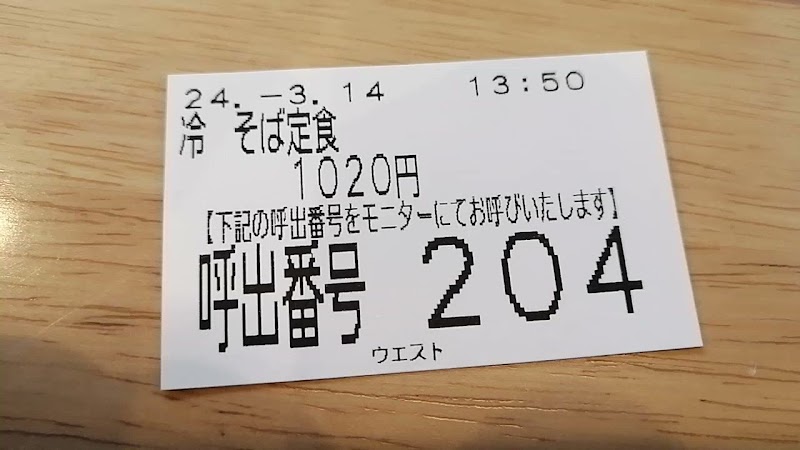 24.-3.14 13:50
冷 そば定食
1020円
【下記の呼出番号をモニターにてお呼びいたします】
呼出番号 204
ウエスト